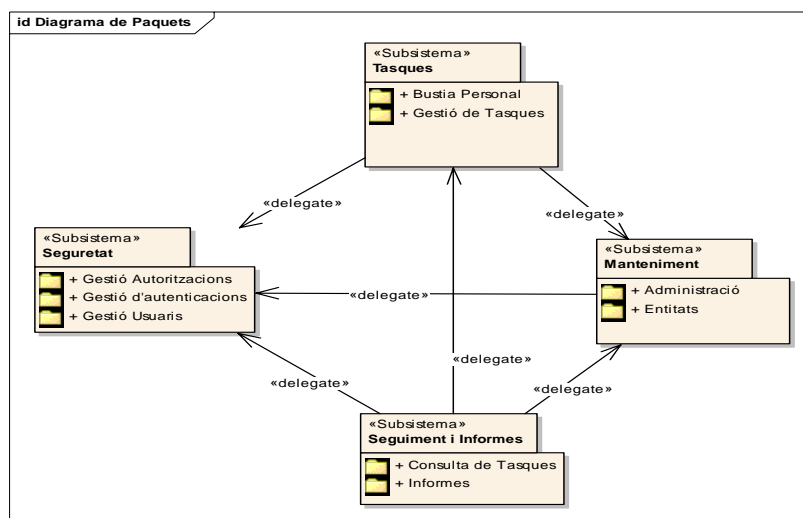 id Diagrama de Paquets
«Subsistema»
Tasques
+ Bustia Personal
+ Gestió de Tasques
«delegate»
«delegate»
«Subsistema»
Seguretat
+ Gestió Autoritzacions
+ Gestió d'autenticacions
+ Gestió Usuaris
«delegate»
«Subsistema»
Manteniment
+ Administració
+ Entitats
«delegate»
«delegate»
«delegate»
«Subsistema»
Seguiment i Informes
+ Consulta de Tasques
+ Informes